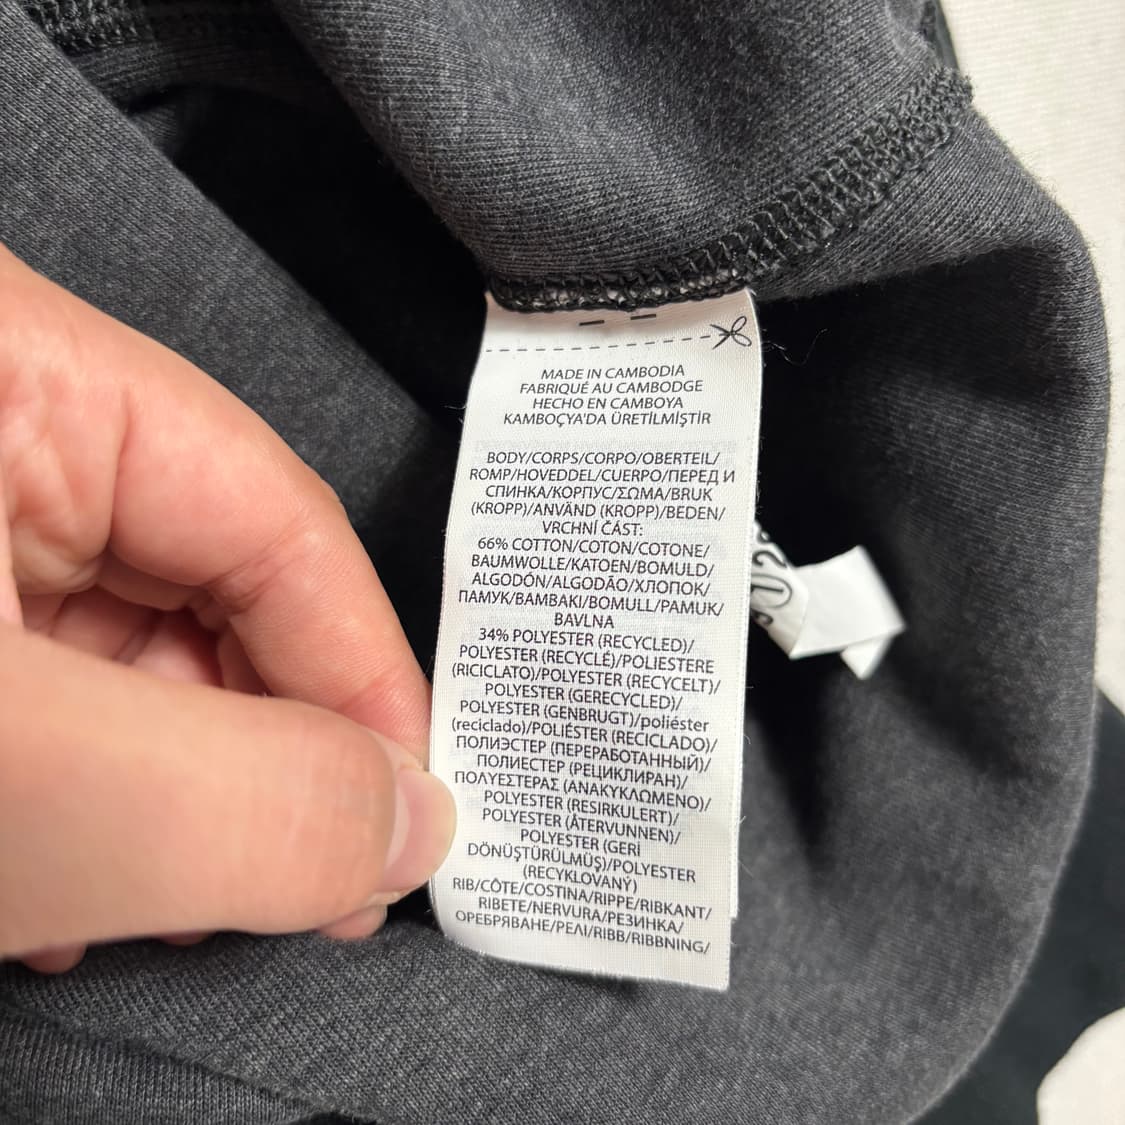 MADE IN CAMBODIA
FABRIQUÉ AU CAMBODGE
HECHO EN CAMBOYA
KAMBOÇYA'DA ÜRETİLMİŞTİR
BODY/CORPS/CORPO/OBERTEIL/
ROMP/HOVEDDEL/CUERPO/ПЕРЕД И
СПИНКА/КОРПУС/ΣΩΜΑ/BRUK
(KROPP)/ANVÄND (KROPP)/BEDEN/
VRCHNÍ ČÁST:
66% COTTON/COTON/COTONE/
BAUMWOLLE/KATOEN/BOMULD/
ALGODÓN/ALGODÃO/ХЛОПОК/
ПАМУК/ΒΑΜΒΑΚΙ/BOMULL/PAMUK/
BAVLNA
34% POLYESTER (RECYCLED)/
POLYESTER (RECYCLÉ)/POLIESTERE
(RICICLATO)/POLYESTER (RECYCELT)/
POLYESTER (GERECYCLED)/
POLYESTER (GENBRUGT)/poliéster
(reciclado)/POLIÉSTER (RECICLADO)/
ПОЛИЭСТЕР (ПЕРЕРАБОТАННЫЙ)/
ПОЛИЕСТЕР (РЕЦИКЛИРАН)/
ΠΟΛΥΕΣΤΕΡΑΣ (ΑΝΑΚΥΚΛΩΜΕΝΟ)/
POLYESTER (RESIRKULERT)/
POLYESTER (ÅTERVUNNEN)/
POLYESTER (GERİ
DÖNÜŞTÜRÜLMÜŞ)/POLYESTER
(RECYKLOVANÝ)
RIB/CÔTE/COSTINA/RIPPE/RIBKANT/
RIBETE/NERVURA/РЕЗИНКА/
ОРЕБРЯВАНЕ/ΡΕΛΙ/RIBB/RIBBNING/